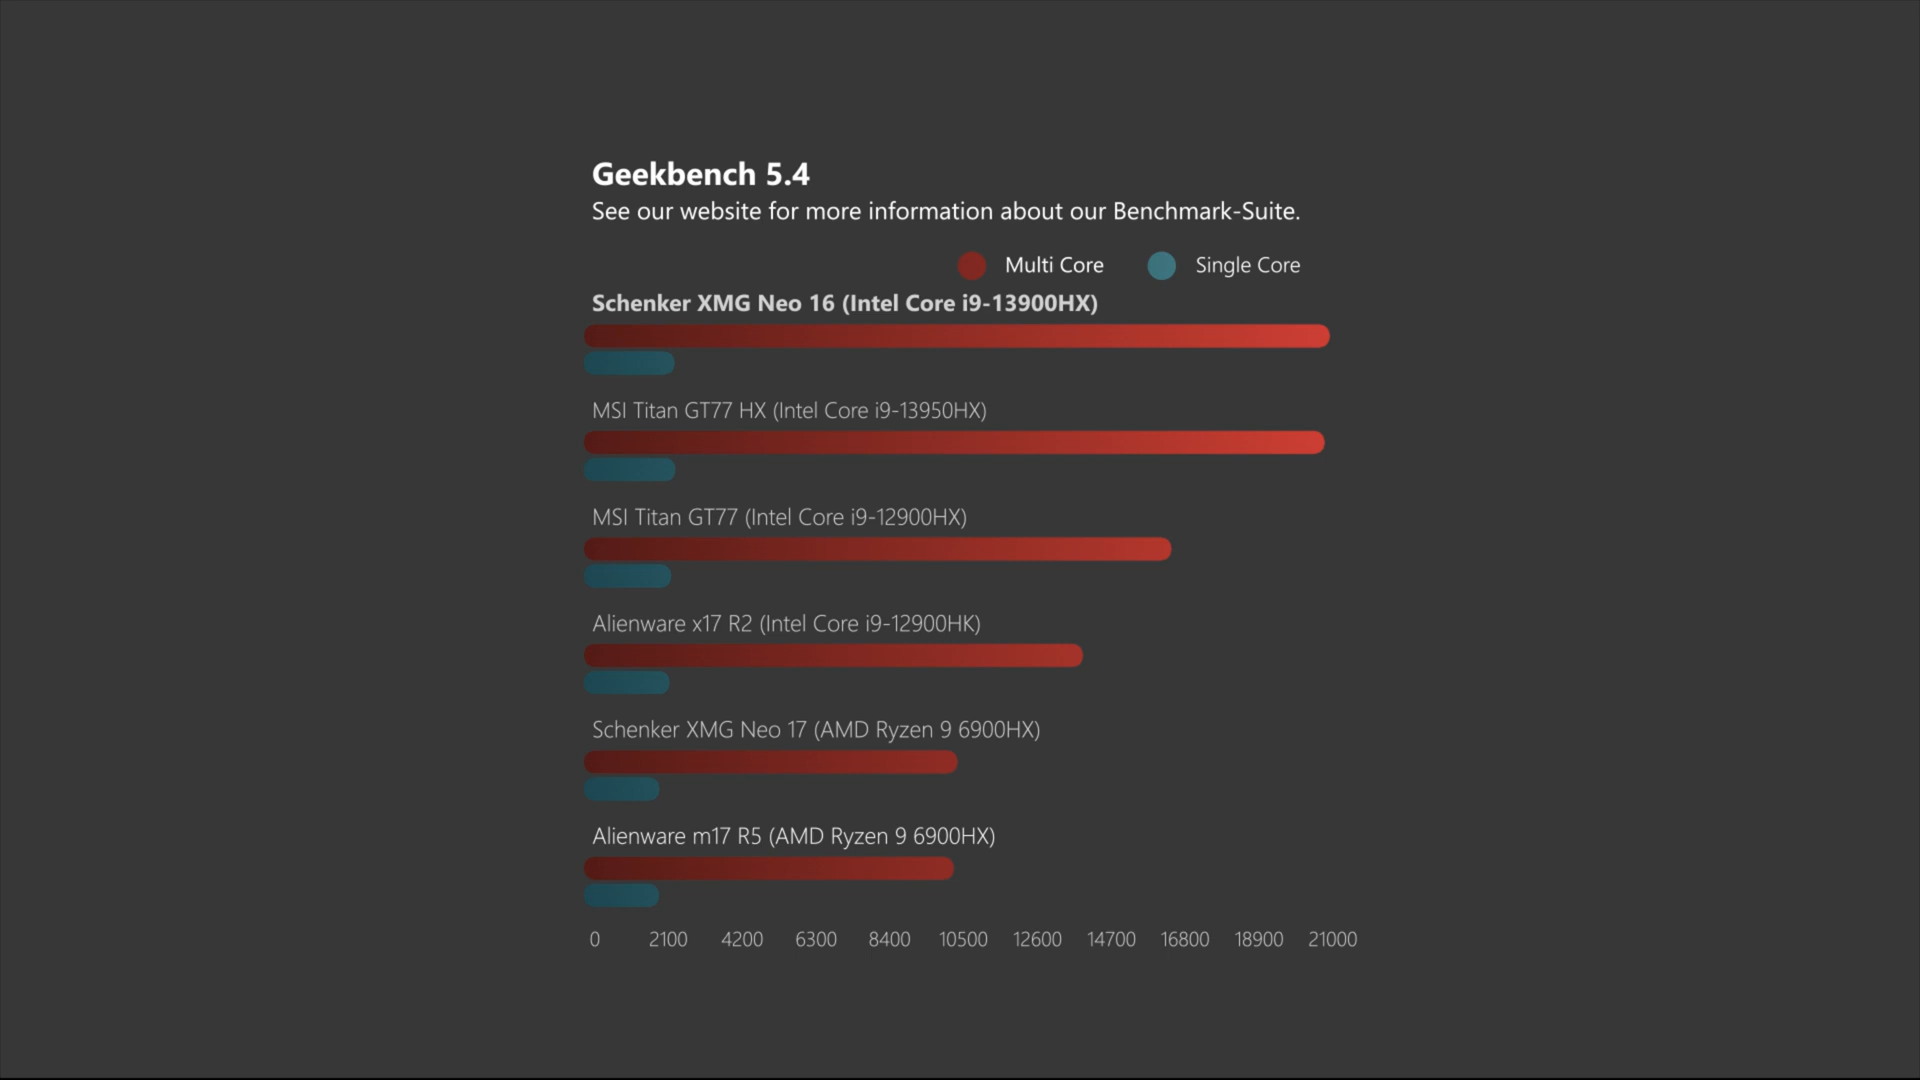 Geekbench 5.4
See our website for more information about our Benchmark-Suite.
Multi Core Single Core
Schenker XMG Neo 16 (Intel Core i9-13900HX)
MSI Titan GT77 HX (Intel Core i9-13950HX)
MSI Titan GT77 (Intel Core i9-12900HX)
Alienware x17 R2 (Intel Core i9-12900HK)
Schenker XMG Neo 17 (AMD Ryzen 9 6900HX)
Alienware m17 R5 (AMD Ryzen 9 6900HX)
0 2100 4200 6300 8400 10500 12600 14700 16800 18900 21000